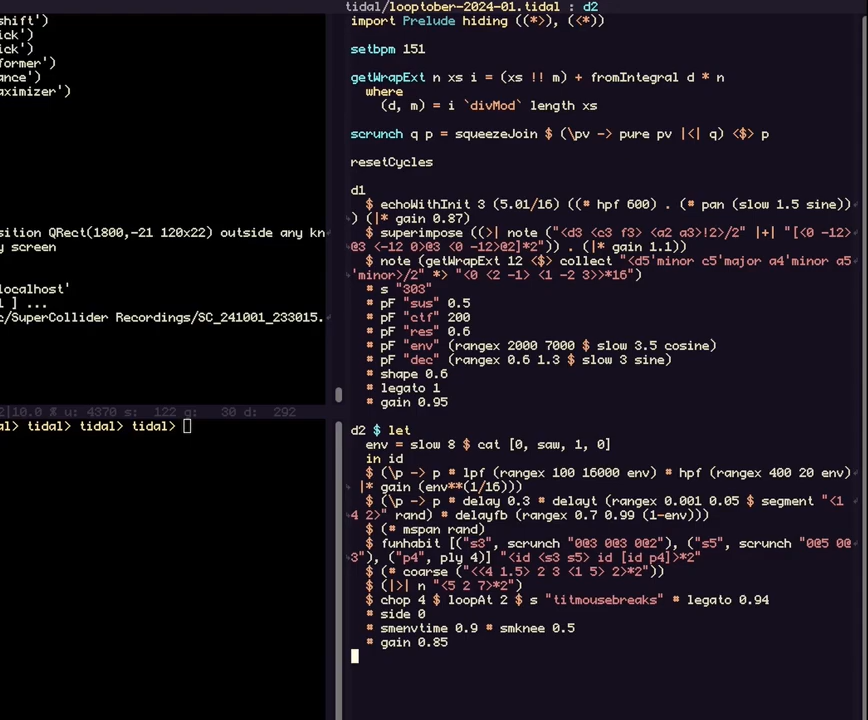 shift')
ick')
ick')
former')
ance')
aximizer')
sition QRect(1800,-21 120x22) outside any kn
y screen
localhost'
l ] ...
c/SuperCollider Recordings/SC_241001_233015.
2|10.0 % u: 4370 s: 122 g: 30 d: 292
al> tidal> tidal> tidal>
tidal/looptober-2024-01.tidal : d2
import Prelude hiding ((*>), (<*))
setbpm 151
getWrapExt n xs i = (xs !! m) + fromIntegral d * n
where
(d, m) = i `divMod` length xs
scrunch q p = squeezeJoin $ (\pv -> pure pv |<| q) <$> p
resetCycles
d1
$ echoWithInit 3 (5.01/16) ((# hpf 600) . (# pan (slow 1.5 sine))
) (|* gain 0.87)
$ superimpose ((>| note ("<d3 <c3 f3> <a2 a3>!2>/2" |+| "[<0 -12>
@3 <-12 0>@3 <0 -12>@2]*2")) . (|* gain 1.1))
$ note (getWrapExt 12 <$> collect "<d5'minor c5'major a4'minor a5
'minor>/2" *> "<0 <2 -1> <1 -2 3>>*16")
# s "303"
# pF "sus" 0.5
# pF "ctf" 200
# pF "res" 0.6
# pF "env" (rangex 2000 7000 $ slow 3.5 cosine)
# pF "dec" (rangex 0.6 1.3 $ slow 3 sine)
# shape 0.6
# legato 1
# gain 0.95
d2 $ let
env = slow 8 $ cat [0, saw, 1, 0]
in id
$ (\p -> p # lpf (rangex 100 16000 env) # hpf (rangex 400 20 env)
|* gain (env**(1/16)))
$ (\p -> p # delay 0.3 # delayt (rangex 0.001 0.05 $ segment "<1
4 2>" rand) # delayfb (rangex 0.7 0.99 (1-env)))
$ (# mspan rand)
$ funhabit [("s3", scrunch "0@3 0@3 0@2"), ("s5", scrunch "0@5 0@
3"), ("p4", ply 4)] "<id <s3 s5> id [id p4]>*2"
$ (# coarse ("<<4 1.5> 2 3 <1 5> 2>*2"))
$ (|>| n "<5 2 7>*2")
$ chop 4 $ loopAt 2 $ s "titmousebreaks" # legato 0.94
# side 0
# smenvtime 0.9 # smknee 0.5
# gain 0.85